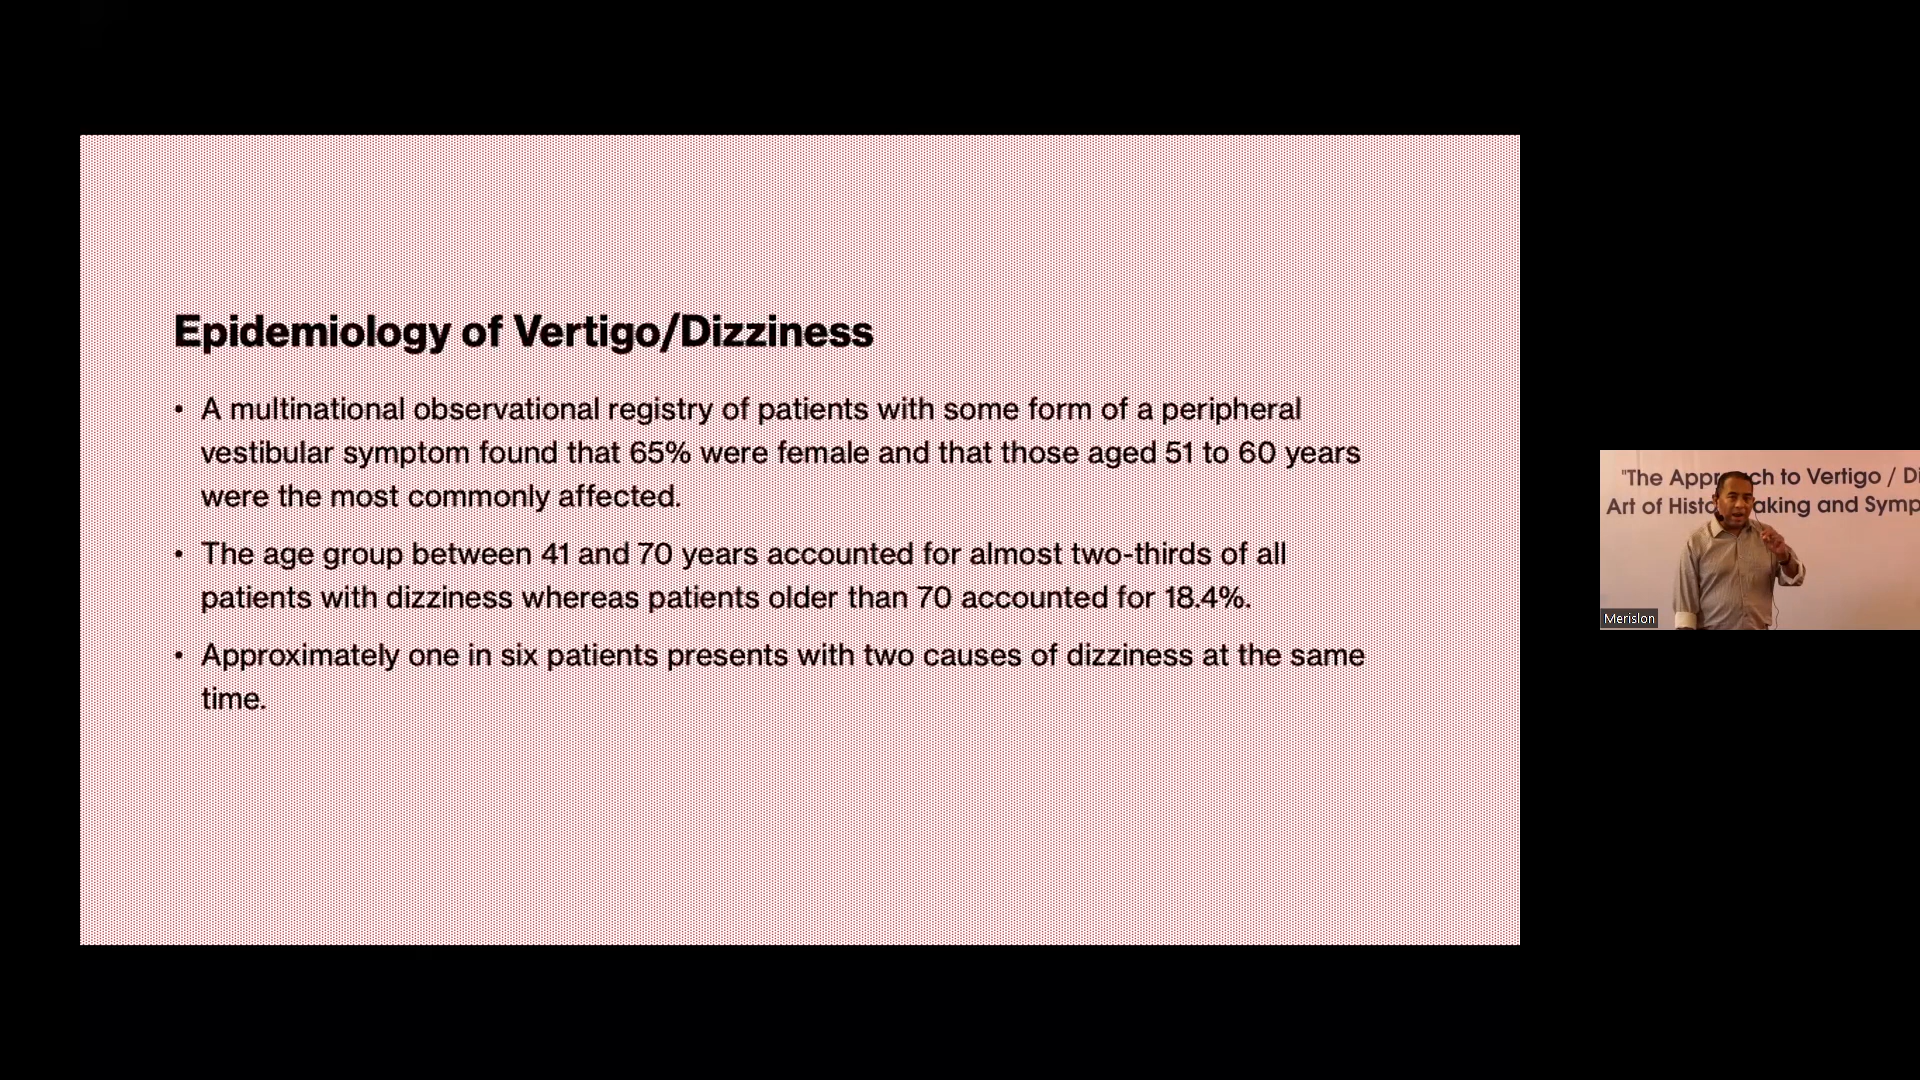 Epidemiology of Vertigo/Dizziness
• A multinational observational registry of patients with some form of a peripheral
vestibular symptom found that 65% were female and that those aged 51 to 60 years
were the most commonly affected.
• The age group between 41 and 70 years accounted for almost two-thirds of all
patients with dizziness whereas patients older than 70 accounted for 18.4%.
• Approximately one in six patients presents with two causes of dizziness at the same
time.
"The Appr ch to Vertigo / Di
Art of Histo aking and Symp
Merislon